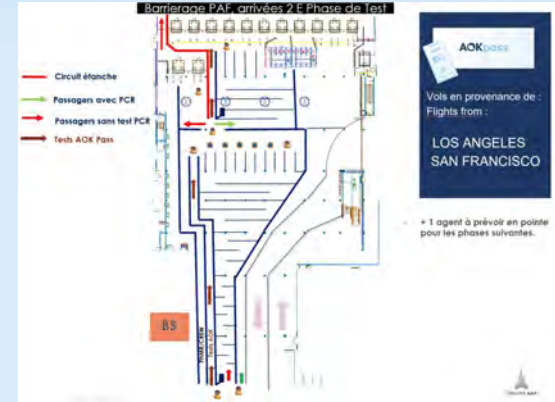 Barrierage PAF, arrivées 2 E Phase de Test
Circuit étanche
Passagers avec PCR
Passagers sans test PCR
Tests AOK Pass
AOKpass
Vols en provenance de :
Flights from :
LOS ANGELES
SAN FRANCISCO
+ 1 agent à prévoir en pointe
pour les phases suivantes.
BS
Tests AOK